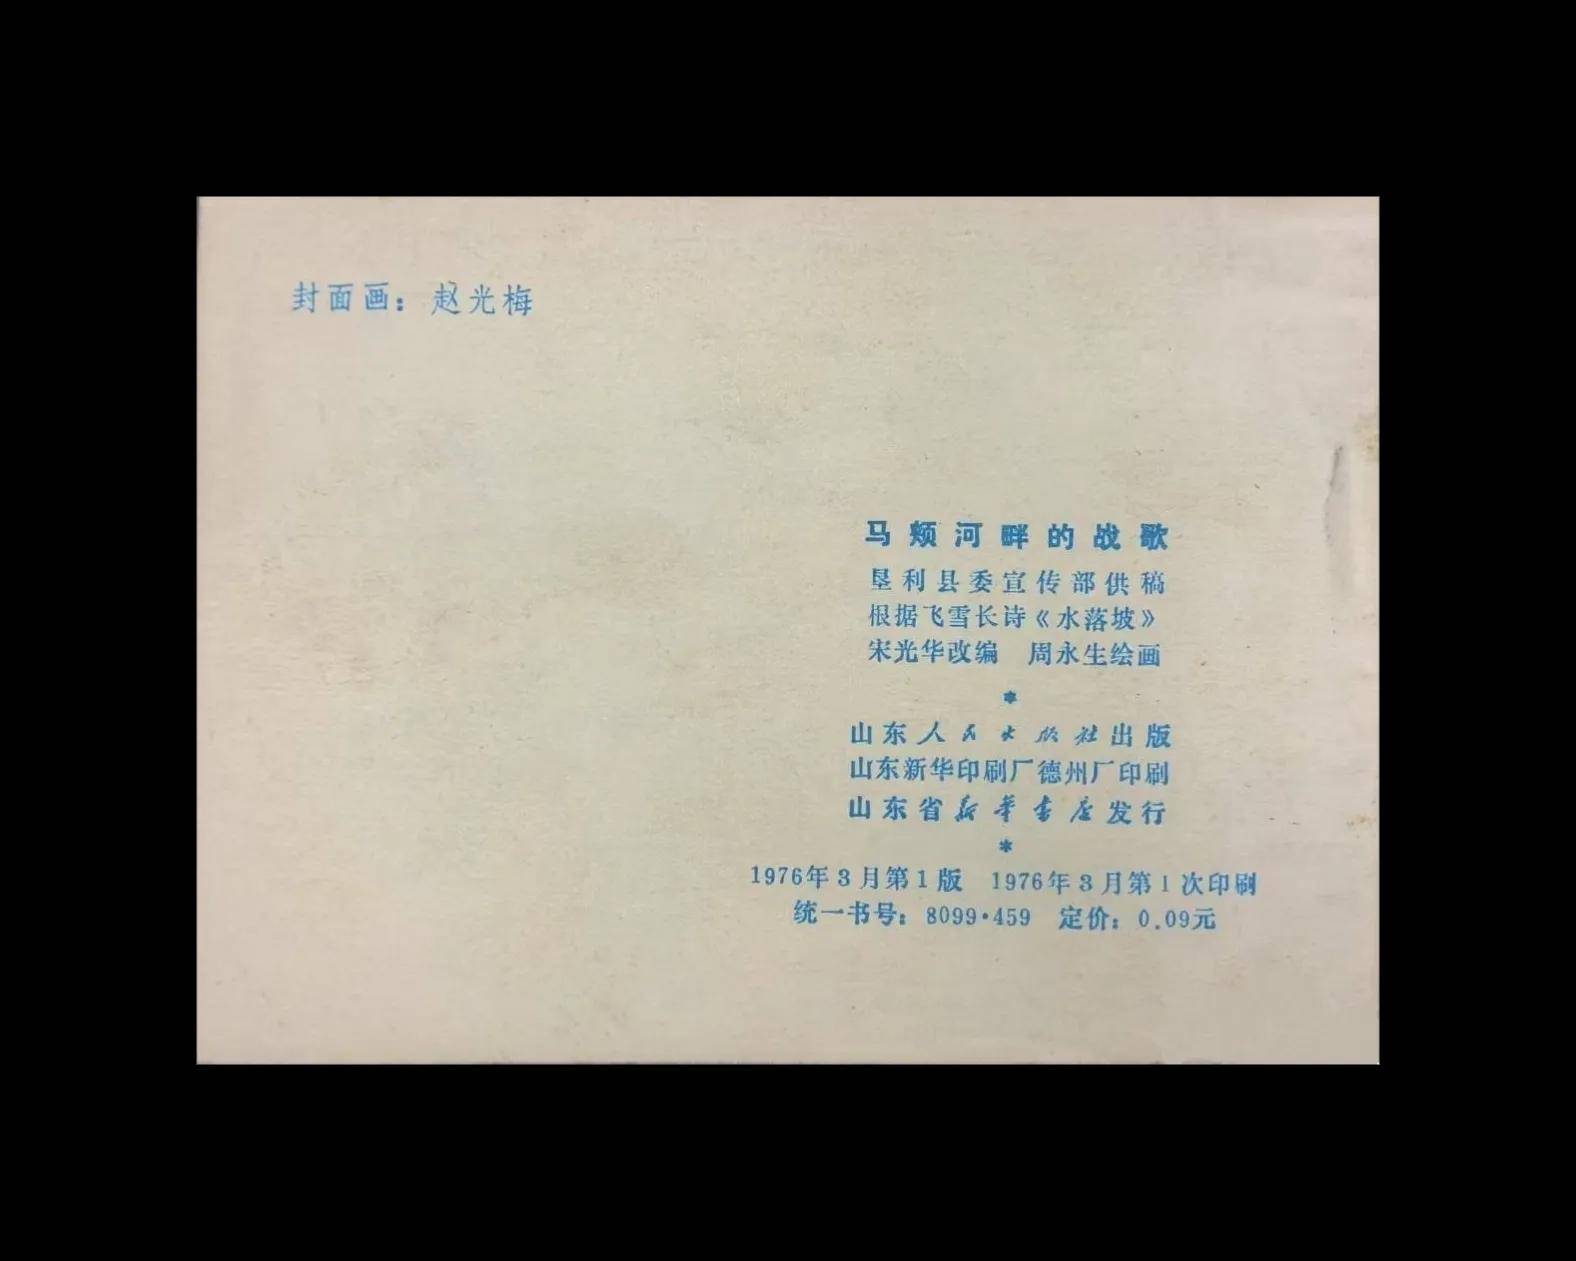 封面画：赵光梅
马颊河畔的战歌
垦利县委宣传部供稿
根据飞雪长诗《水落坡》
宋光华改编　周永生绘画
*
山东人民出版社出版
山东新华印刷厂德州厂印刷
山东省新华书店发行
*
1976年3月第1版　1976年3月第1次印刷
统一书号：8099·459　定价：0.09元